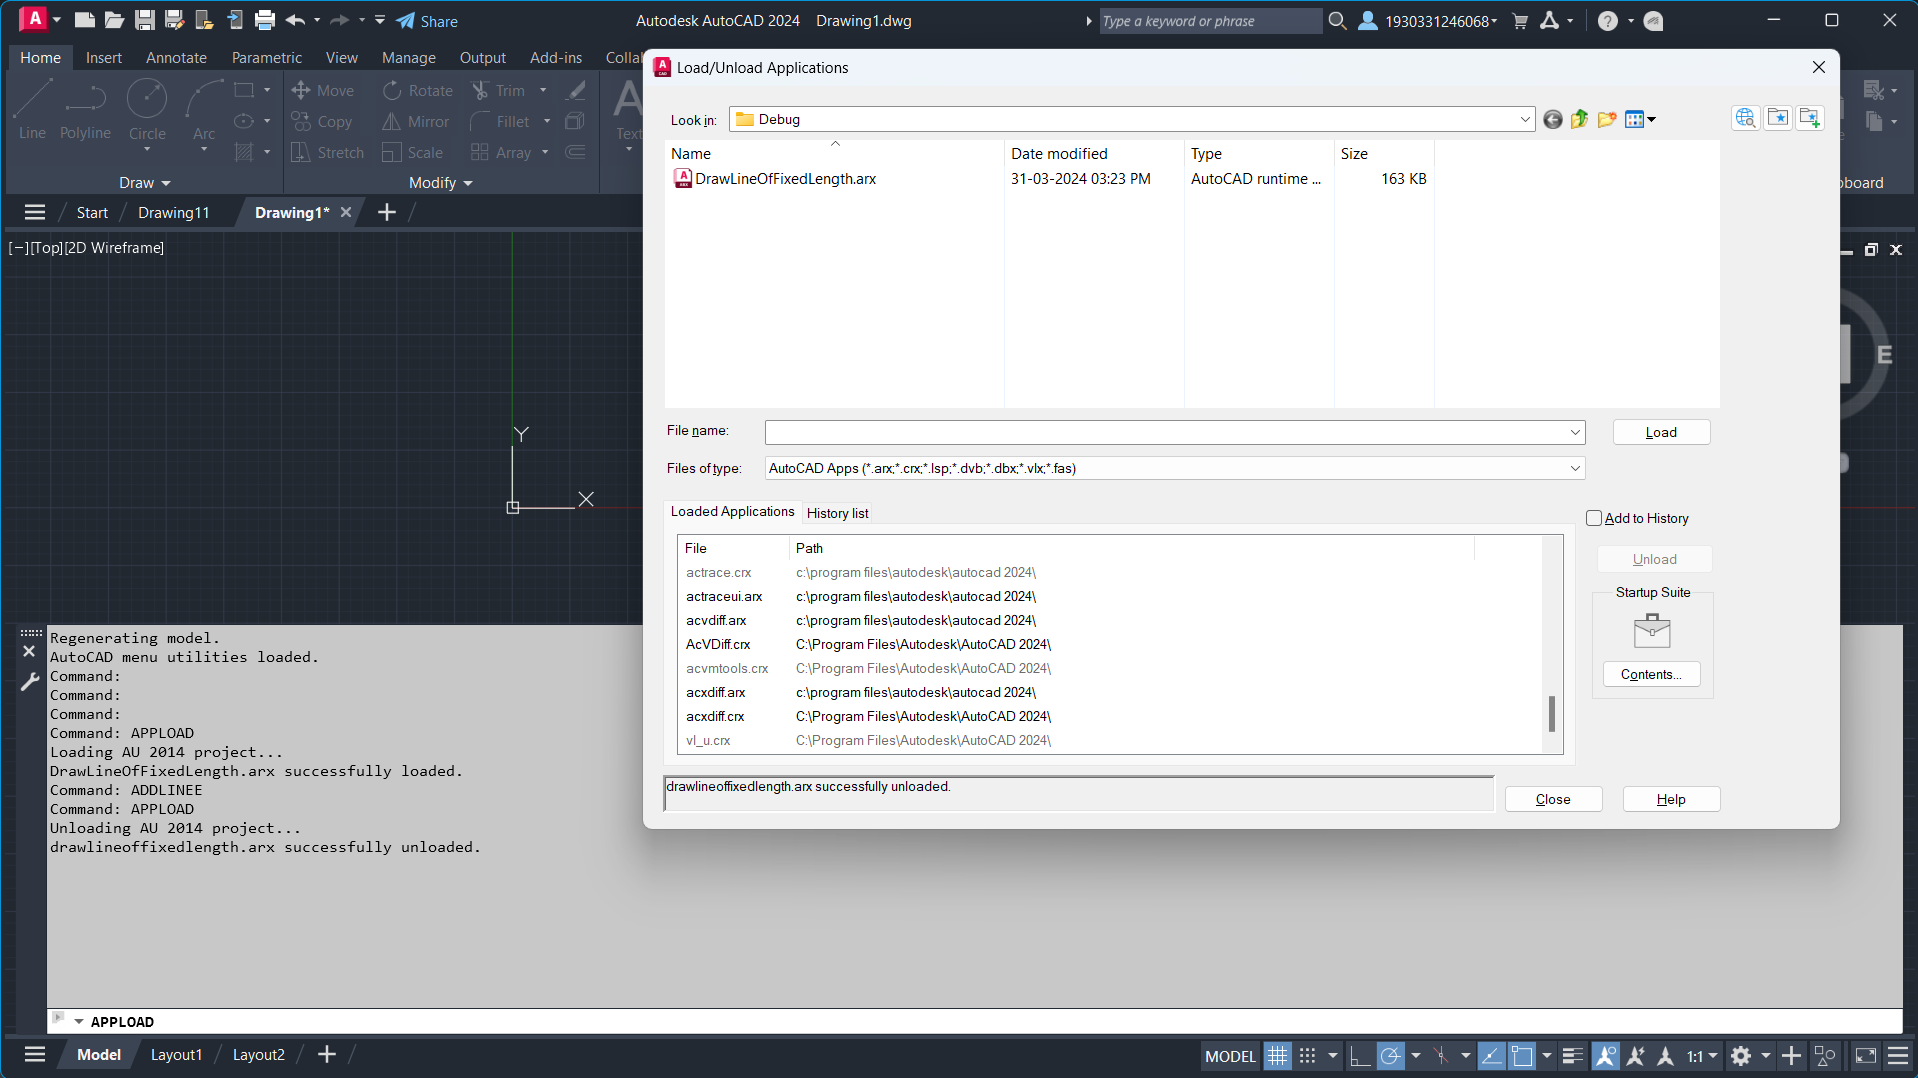 Share
Autodesk AutoCAD 2024 Drawing1.dwg
Type a keyword or phrase
1930331246068
Home Insert Annotate Parametric View Manage Output Add-ins Collal
Line Polyline Circle Arc
Move Rotate Trim
Copy Mirror Fillet
Stretch Scale Array
Text
Draw Modify
board
Start Drawing11 Drawing1*
[−][Top][2D Wireframe]
Y
X
E
Load/Unload Applications
Look in: Debug
Name Date modified Type Size
DrawLineOfFixedLength.arx 31-03-2024 03:23 PM AutoCAD runtime ... 163 KB
File name:
Load
Files of type: AutoCAD Apps (*.arx;*.crx;*.lsp;*.dvb;*.dbx;*.vlx;*.fas)
Loaded Applications History list
Add to History
File Path
actrace.crx c:\program files\autodesk\autocad 2024\
actraceui.arx c:\program files\autodesk\autocad 2024\
acvdiff.arx c:\program files\autodesk\autocad 2024\
AcVDiff.crx C:\Program Files\Autodesk\AutoCAD 2024\
acvmtools.crx C:\Program Files\Autodesk\AutoCAD 2024\
acxdiff.arx c:\program files\autodesk\autocad 2024\
acxdiff.crx C:\Program Files\Autodesk\AutoCAD 2024\
vl_u.crx C:\Program Files\Autodesk\AutoCAD 2024\
Unload
Startup Suite
Contents...
drawlineoffixedlength.arx successfully unloaded.
Close
Help
Regenerating model.
AutoCAD menu utilities loaded.
Command:
Command:
Command:
Command: APPLOAD
Loading AU 2014 project...
DrawLineOfFixedLength.arx successfully loaded.
Command: ADDLINEE
Command: APPLOAD
Unloading AU 2014 project...
drawlineoffixedlength.arx successfully unloaded.
APPLOAD
Model Layout1 Layout2
MODEL
1:1